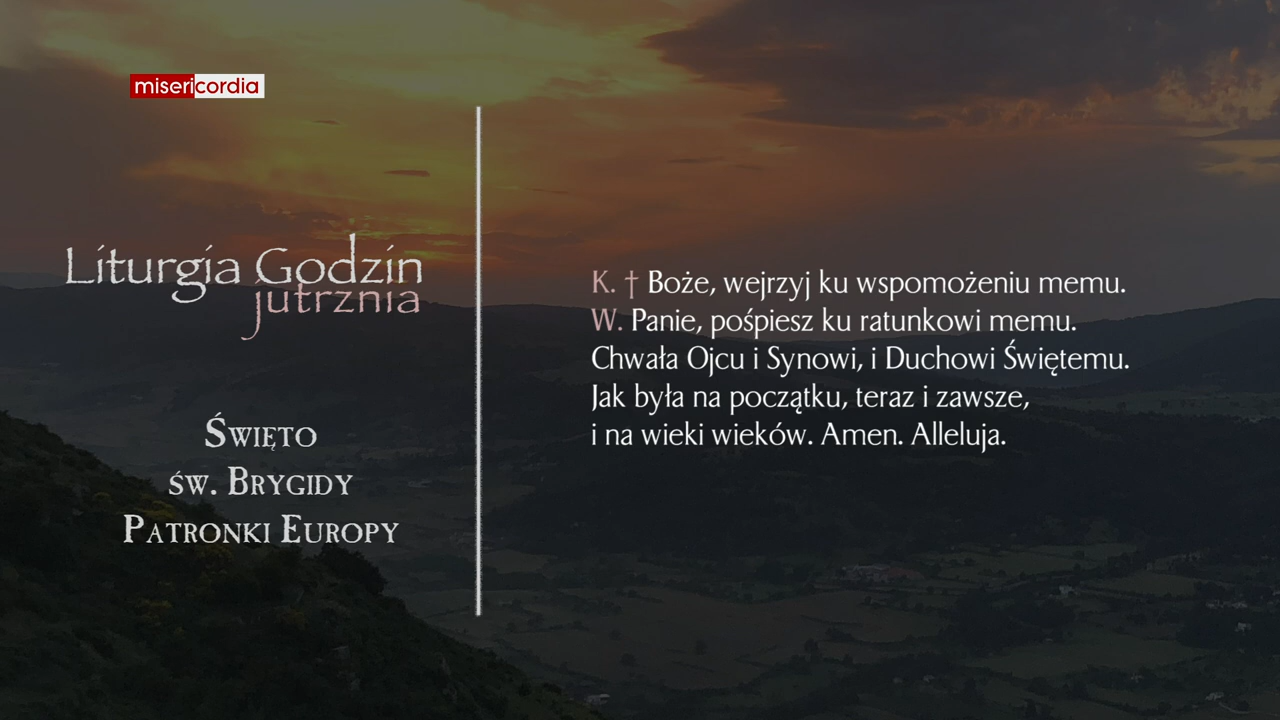 misericordia
Liturgia Godzin
jutrznia
Święto
św. Brygidy
Patronki Europy
K. † Boże, wejrzyj ku wspomożeniu memu.
W. Panie, pośpiesz ku ratunkowi memu.
Chwała Ojcu i Synowi, i Duchowi Świętemu.
Jak była na początku, teraz i zawsze,
i na wieki wieków. Amen. Alleluja.